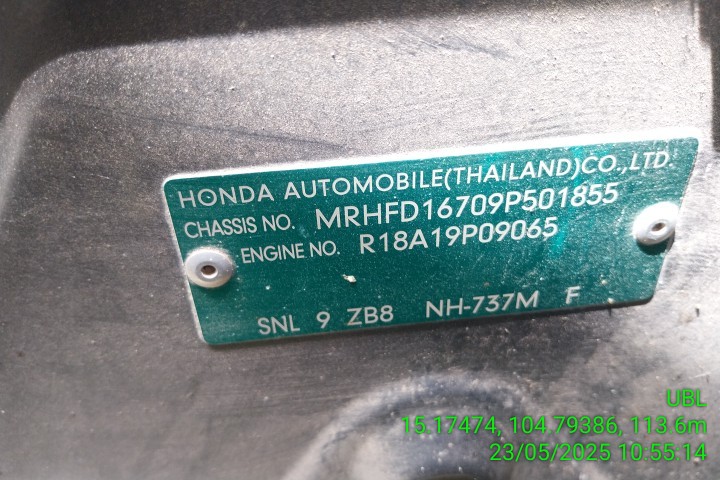 HONDA AUTOMOBILE(THAILAND)CO.,LTD.
CHASSIS NO. MRHFD16709P501855
ENGINE NO. R18A19P09065
SNL 9 ZB8 NH-737M F
UBL
15.17474, 104.79386, 113.6m
23/05/2025 10:55:14